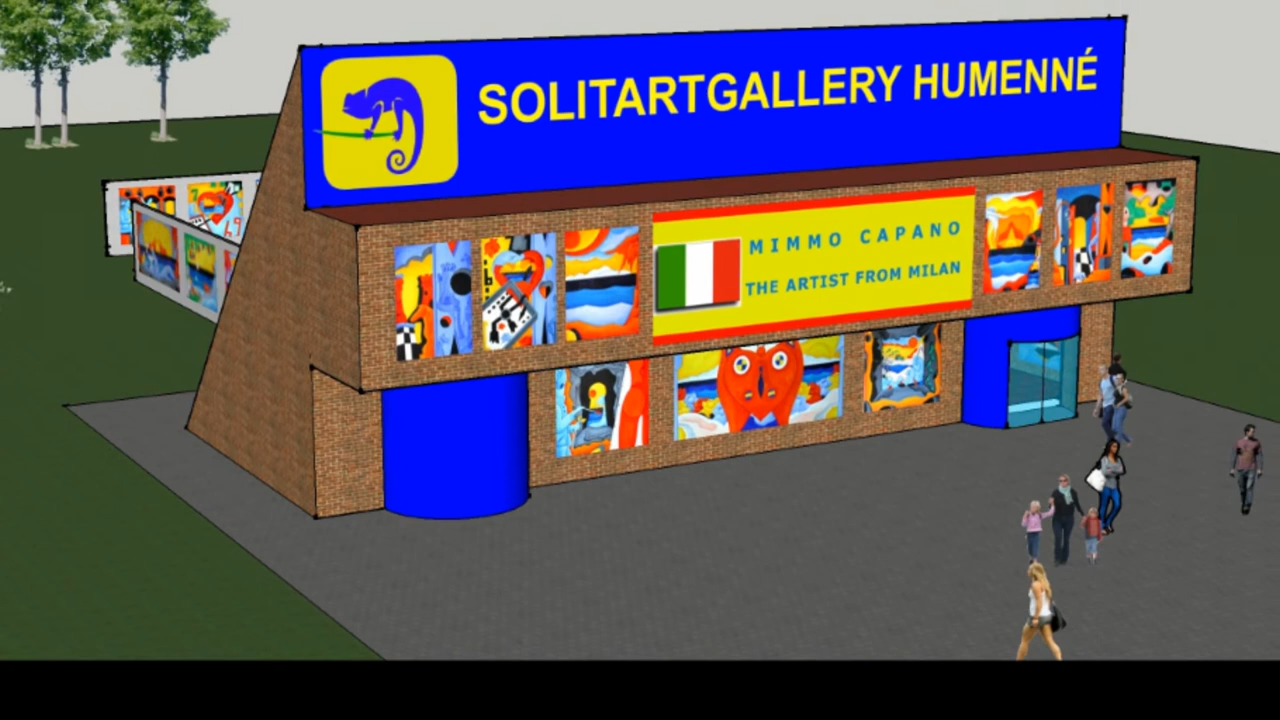 SOLITARTGALLERY HUMENNÉ
MIMMO CAPANO
THE ARTIST FROM MILAN